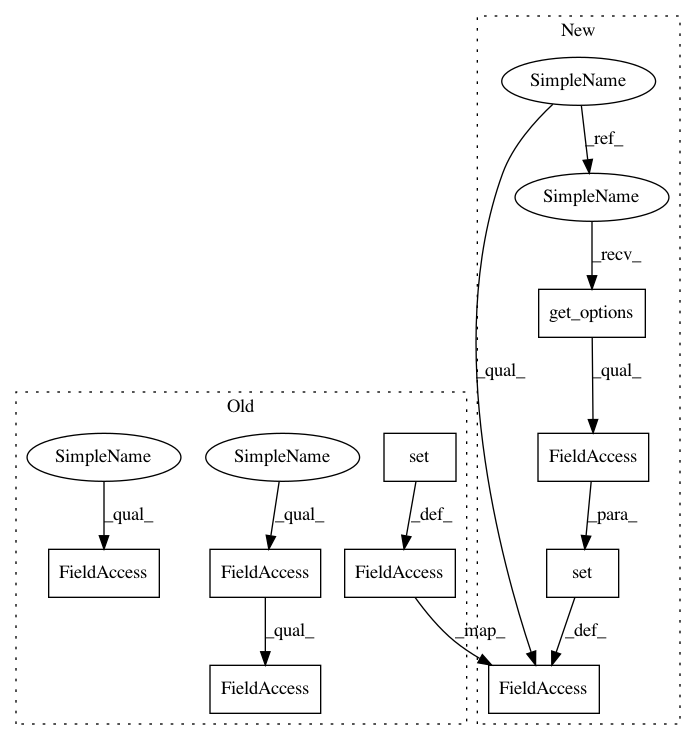 New
SimpleName
_ref_
SimpleName
_recv_
get_options
_qual_
_qual_
Old
SimpleName
SimpleName
set
FieldAccess
_qual_
_qual_
_def_
_para_
FieldAccess
FieldAccess
FieldAccess
set
_qual_
_map_
_def_
FieldAccess
FieldAccess